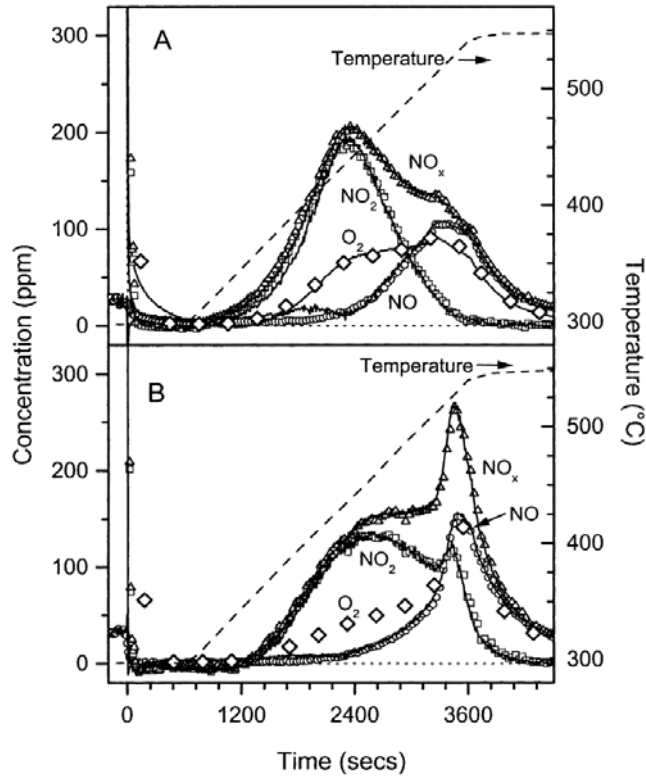 A
300
200
100
0
Temperature
NOx
NO2
O2
NO
500
400
300
B
300
200
100
0
Temperature
NOx
NO
NO2
O2
500
400
300
Concentration (ppm)
Temperature (°C)
0
1200
2400
3600
Time (secs)